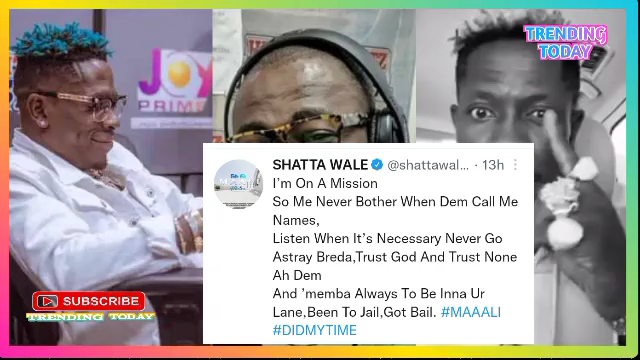 TRENDING
TODAY
JOY
PRIME
SHATTA WALE @shattawal... · 13h
I'm On A Mission
So Me Never Bother When Dem Call Me
Names,
Listen When It's Necessary Never Go
Astray Breda,Trust God And Trust None
Ah Dem
And 'memba Always To Be Inna Ur
Lane,Been To Jail,Got Bail. #MAAALI
#DIDMYTIME
SUBSCRIBE
TRENDING TODAY